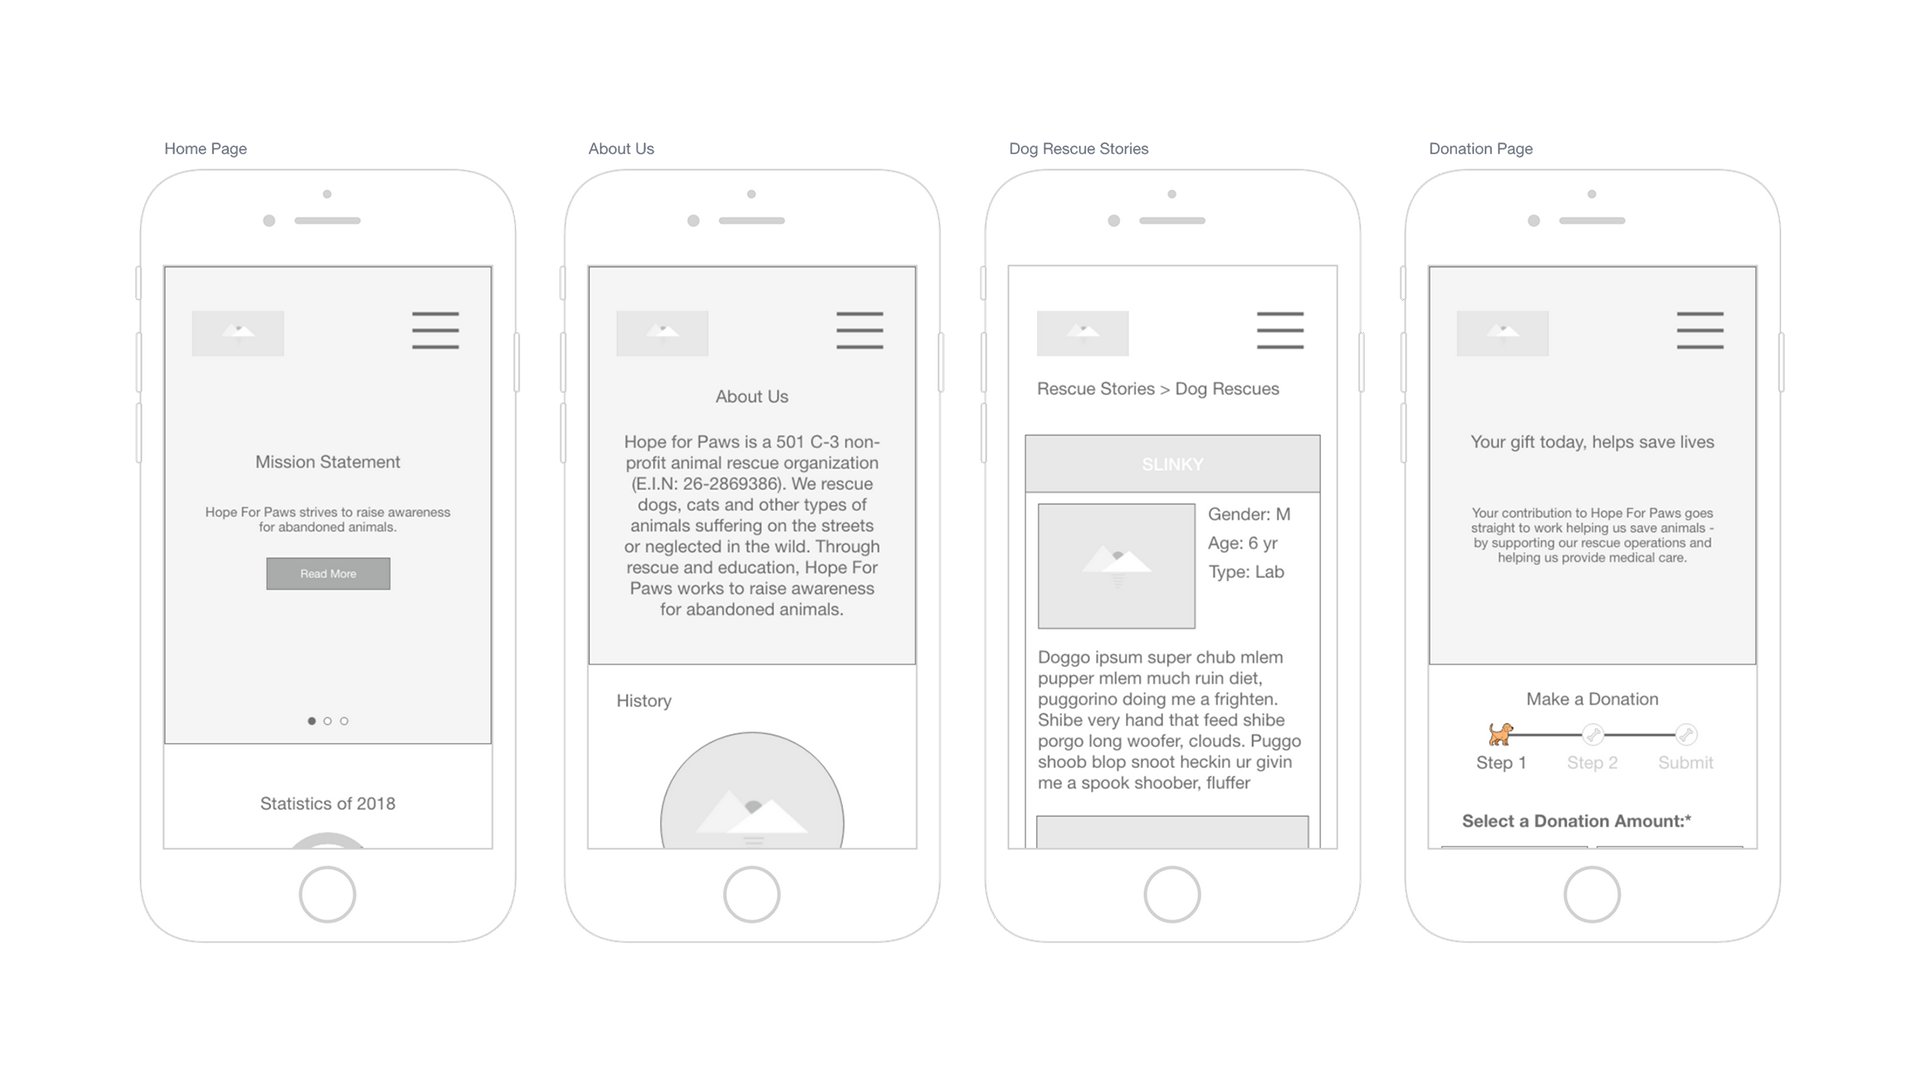 Home Page
Mission Statement
Hope For Paws strives to raise awareness
for abandoned animals.
Read More
Statistics of 2018
About Us
About Us
Hope for Paws is a 501 C-3 non-
profit animal rescue organization
(E.I.N: 26-2869386). We rescue
dogs, cats and other types of
animals suffering on the streets
or neglected in the wild. Through
rescue and education, Hope For
Paws works to raise awareness
for abandoned animals.
History
Dog Rescue Stories
Rescue Stories > Dog Rescues
SLINKY
Gender: M
Age: 6 yr
Type: Lab
Doggo ipsum super chub mlem
pupper mlem much ruin diet,
puggorino doing me a frighten.
Shibe very hand that feed shibe
porgo long woofer, clouds. Puggo
shoob blop snoot heckin ur givin
me a spook shoober, fluffer
Donation Page
Your gift today, helps save lives
Your contribution to Hope For Paws goes
straight to work helping us save animals -
by supporting our rescue operations and
helping us provide medical care.
Make a Donation
Step 1 Step 2 Submit
Select a Donation Amount:*